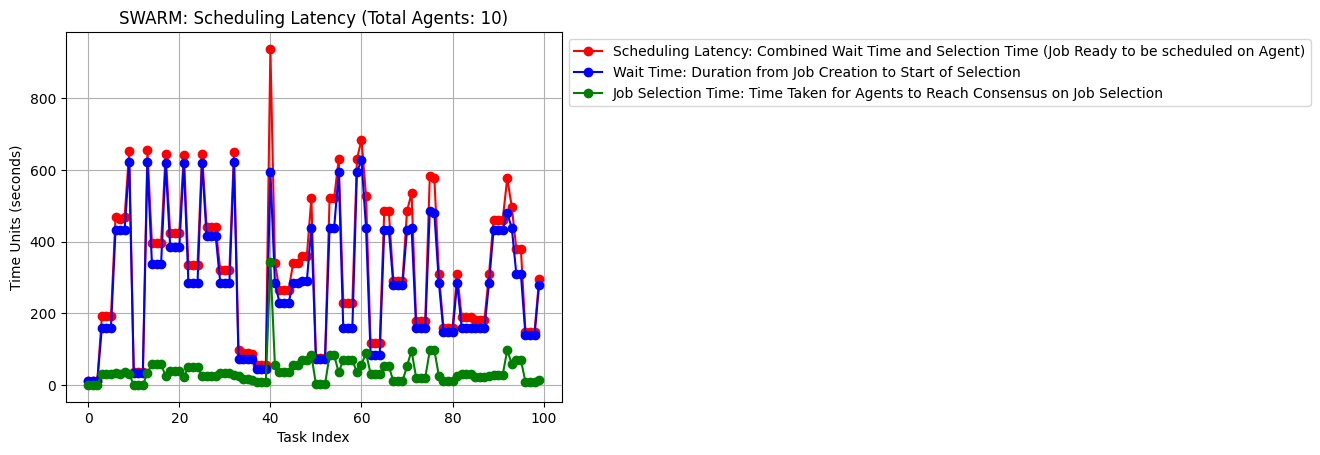 SWARM: Scheduling Latency (Total Agents: 10)
Scheduling Latency: Combined Wait Time and Selection Time (Job Ready to be scheduled on Agent)
Wait Time: Duration from Job Creation to Start of Selection
Job Selection Time: Time Taken for Agents to Reach Consensus on Job Selection
Time Units (seconds)
800
600
400
200
0
0 20 40 60 80 100
Task Index